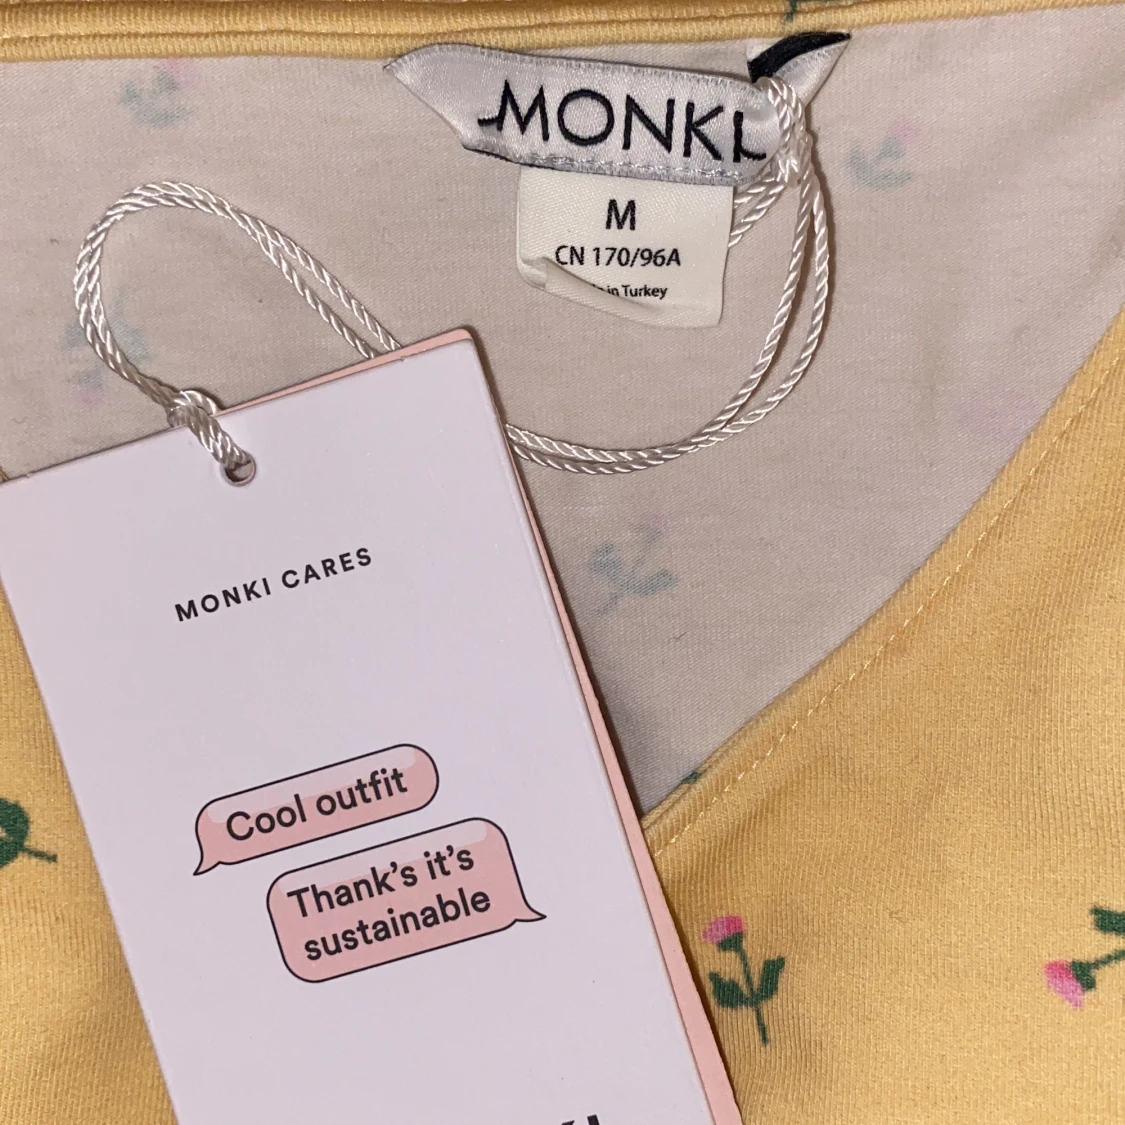 MONKI
M
CN 170/96A
in Turkey
MONKI CARES
Cool outfit
Thank's it's
sustainable